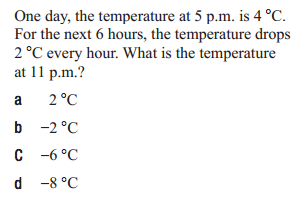 One day, the temperature at 5 p.m. is 4 °C.
For the next 6 hours, the temperature drops
2 °C every hour. What is the temperature
at 11 p.m.?
a 2 °C
b −2 °C
c −6 °C
d −8 °C